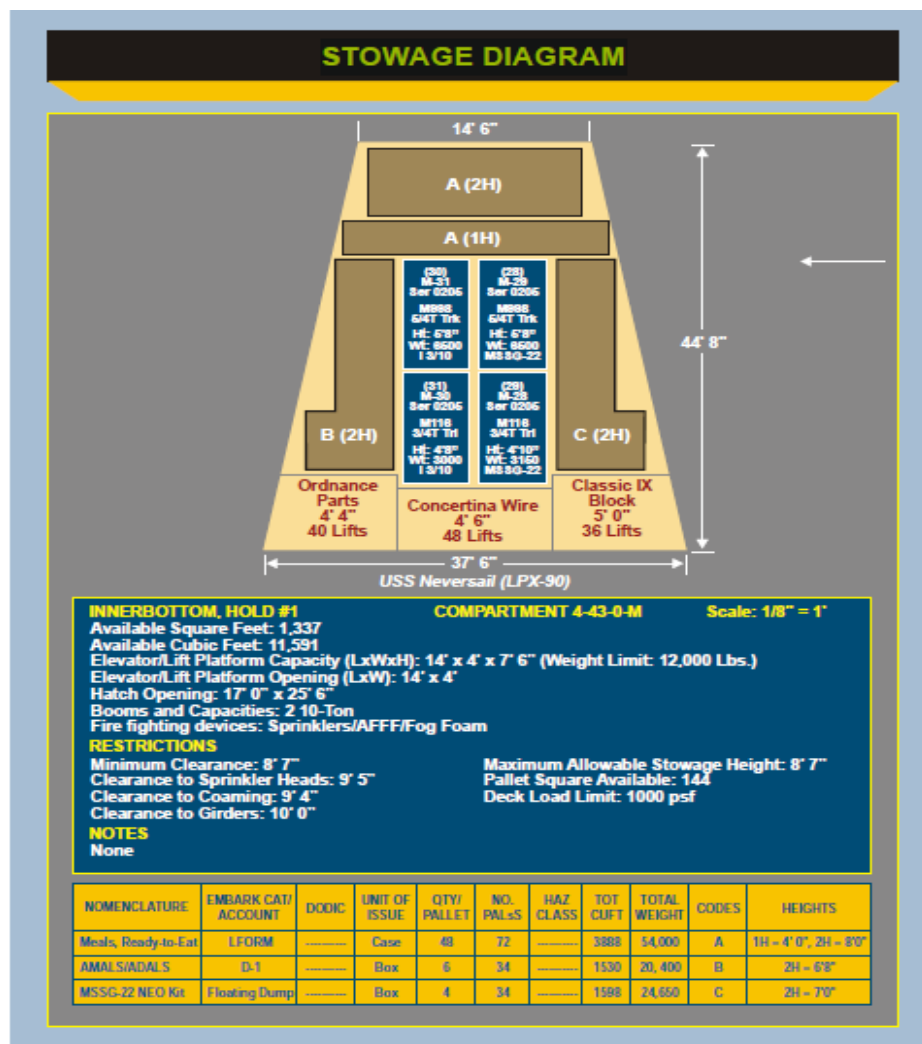 STOWAGE DIAGRAM
14' 6"
A (2H)
A (1H)
(30)
M-31
Ser 0205
M998
5/4T Trk
Ht: 5'8"
Wt: 6500
I 3/10
(28)
M-29
Ser 0205
M998
5/4T Trk
Ht: 5'8"
Wt: 6500
MSSG-22
44' 8"
(31)
M-30
Ser 0205
M116
3/4T Trl
Ht: 4'8"
Wt: 3000
I 3/10
(29)
M-28
Ser 0205
M116
3/4T Trl
Ht: 4'10"
Wt: 3150
MSSG-22
B (2H)
C (2H)
Ordnance
Parts
4' 4"
40 Lifts
Concertina Wire
4' 6"
48 Lifts
Classic IX
Block
5' 0"
36 Lifts
37' 6"
USS Neversail (LPX-90)
INNERBOTTOM, HOLD #1 COMPARTMENT 4-43-0-M Scale: 1/8" = 1'
Available Square Feet: 1,337
Available Cubic Feet: 11,591
Elevator/Lift Platform Capacity (LxWxH): 14' x 4' x 7' 6" (Weight Limit: 12,000 Lbs.)
Elevator/Lift Platform Opening (LxW): 14' x 4'
Hatch Opening: 17' 0" x 25' 6"
Booms and Capacities: 2 10-Ton
Fire fighting devices: Sprinklers/AFFF/Fog Foam
RESTRICTIONS
Minimum Clearance: 8' 7" Maximum Allowable Stowage Height: 8' 7"
Clearance to Sprinkler Heads: 9' 5" Pallet Square Available: 144
Clearance to Coaming: 9' 4" Deck Load Limit: 1000 psf
Clearance to Girders: 10' 0"
NOTES
None
NOMENCLATURE EMBARK CAT/ ACCOUNT DODIC UNIT OF ISSUE QTY/ PALLET NO. PALsS HAZ CLASS TOT CUFT TOTAL WEIGHT CODES HEIGHTS
Meals, Ready-to-Eat LFORM ---------- Case 48 72 ---------- 3888 54,000 A 1H = 4' 0", 2H = 8'0"
AMALS/ADALS D-1 ---------- Box 6 34 ---------- 1530 20, 400 B 2H = 6'8"
MSSG-22 NEO Kit Floating Dump ---------- Box 4 34 ---------- 1598 24,650 C 2H = 7'0"